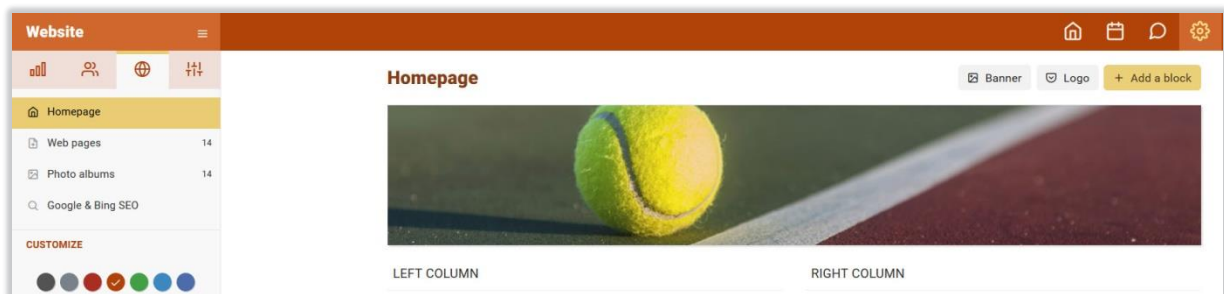 Website
Homepage
Banner
Logo
+ Add a block
Homepage
Web pages 14
Photo albums 14
Google & Bing SEO
CUSTOMIZE
LEFT COLUMN
RIGHT COLUMN